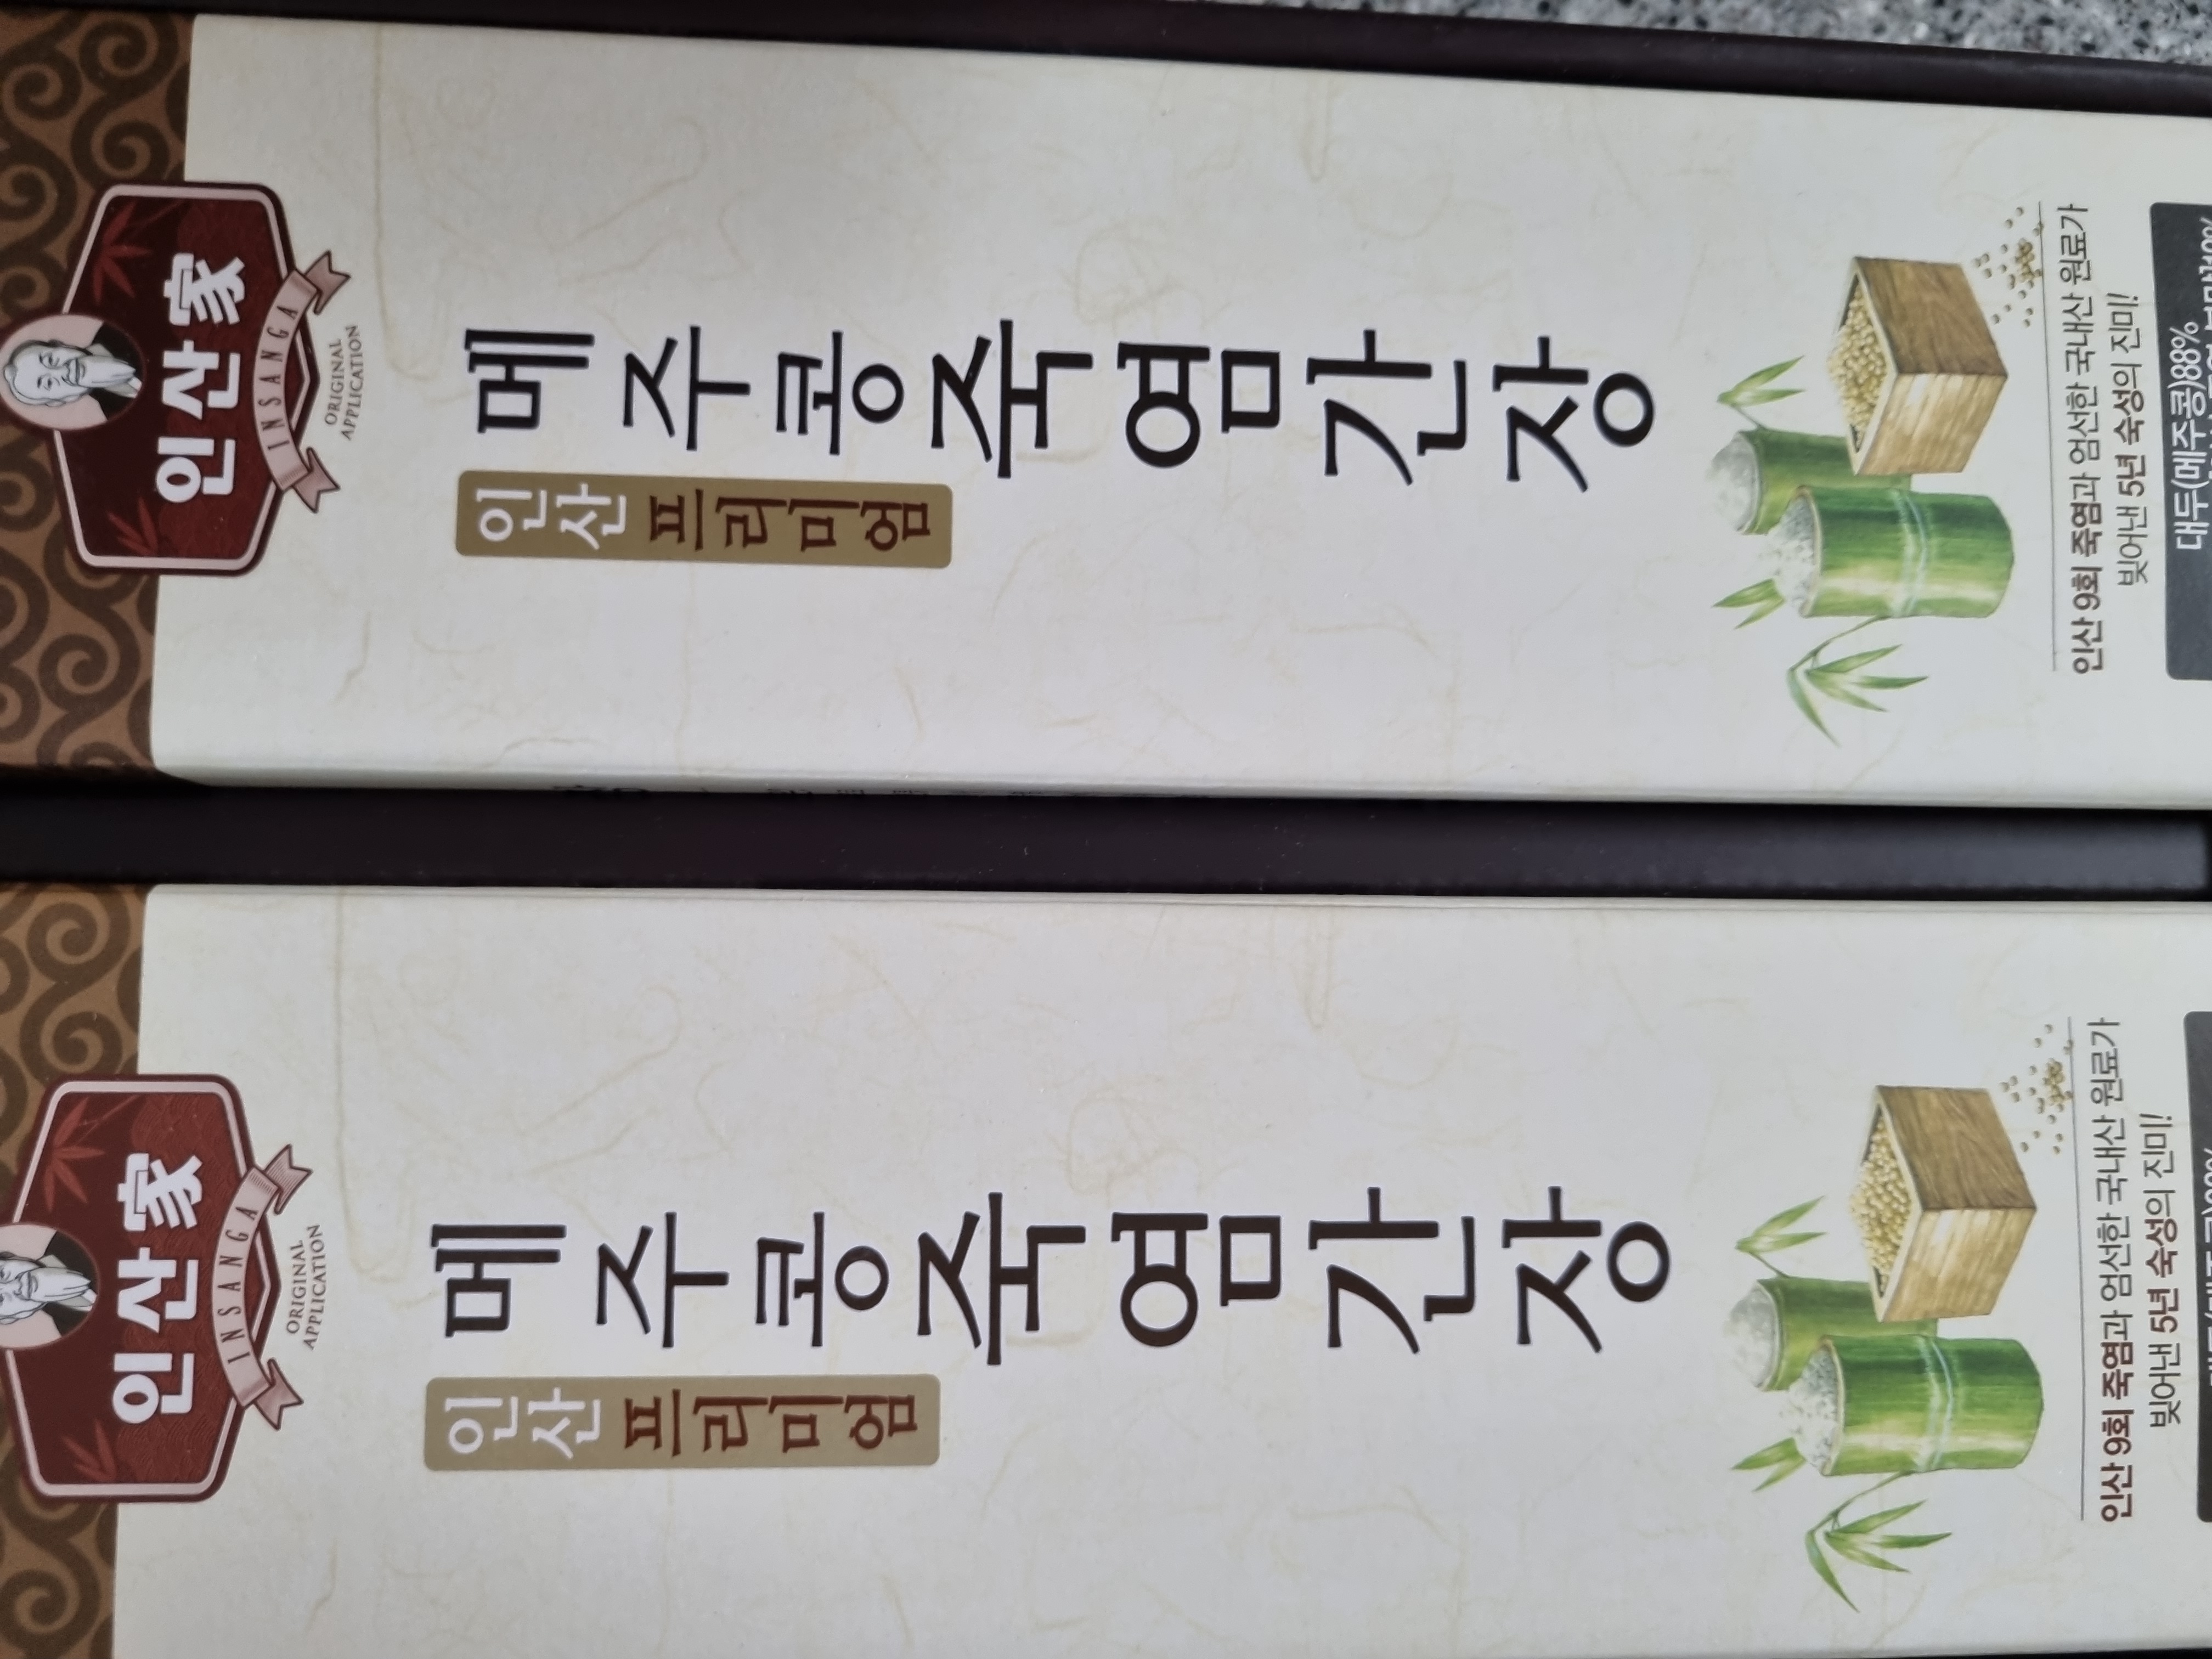 인산家
INSANGA
ORIGINAL
APPLICATION
메주콩죽염간장
인산프리미엄
인산 9회 죽염과 엄선한 국내산 원료가
빚어낸 5년 숙성의 진미!
대두(메주콩)88%
인산家
INSANGA
ORIGINAL
APPLICATION
메주콩죽염간장
인산프리미엄
인산 9회 죽염과 엄선한 국내산 원료가
빚어낸 5년 숙성의 진미!